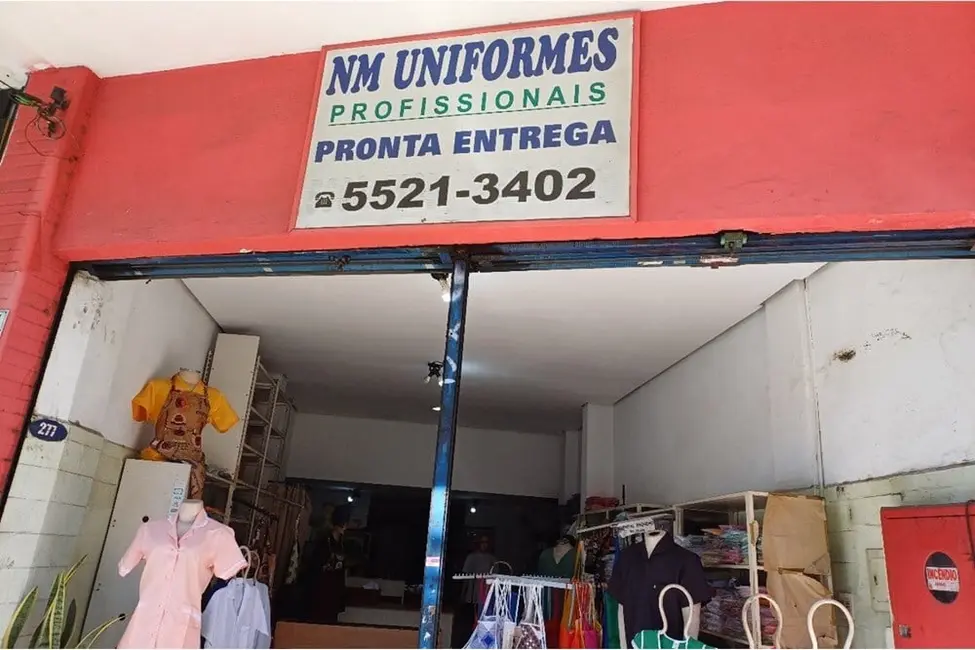 NM UNIFORMES
PROFISSIONAIS
PRONTA ENTREGA
5521-3402
277
INCÊNDIO